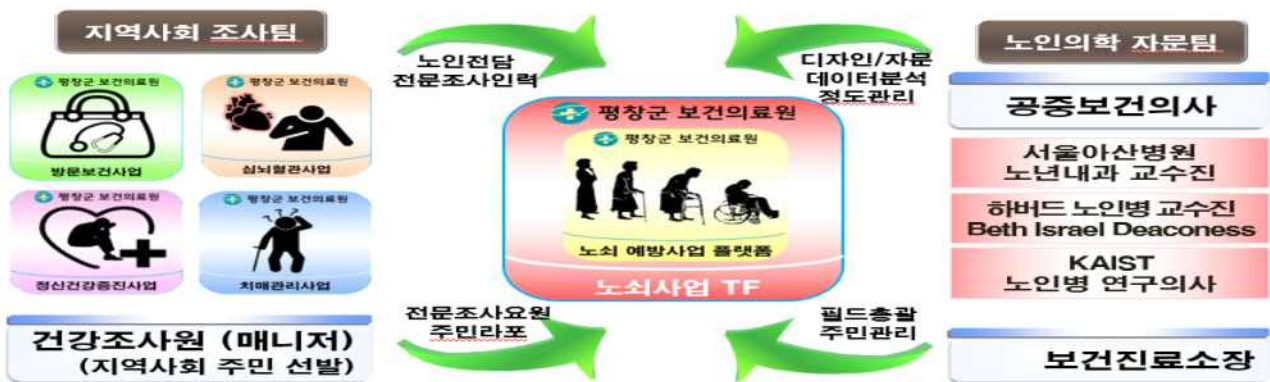 지역사회 조사팀
평창군 보건의료원
방문보건사업
평창군 보건의료원
심뇌혈관사업
평창군 보건의료원
정신건강증진사업
평창군 보건의료원
치매관리사업
건강조사원 (매니저)
(지역사회 주민 선발)
노인전담
전문조사인력
디자인/자문
데이터분석
정도관리
평창군 보건의료원
평창군 보건의료원
노쇠 예방사업 플랫폼
노쇠사업 TF
전문조사요원
주민라포
필드총괄
주민관리
노인의학 자문팀
공중보건의사
서울아산병원
노년내과 교수진
하버드 노인병 교수진
Beth Israel Deaconess
KAIST
노인병 연구의사
보건진료소장